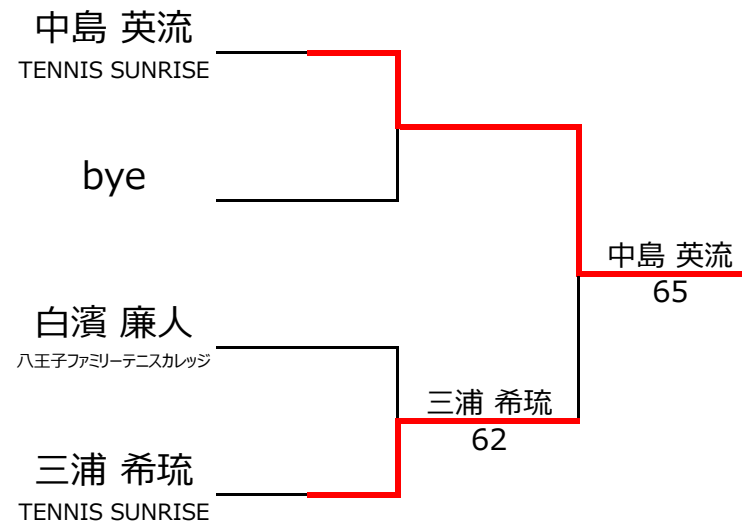 中島 英流
TENNIS SUNRISE
bye
白濱 廉人
八王子ファミリーテニスカレッジ
三浦 希琉
TENNIS SUNRISE
三浦 希琉
62
中島 英流
65